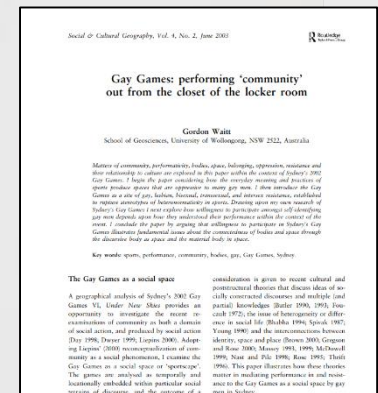 Social & Cultural Geography, Vol. 4, No. 2, June 2003
Routledge
Gay Games: performing ‘community’
out from the closet of the locker room
Gordon Waitt
School of Geosciences, University of Wollongong, NSW 2522, Australia
Matters of community, performativity, bodies, space, belonging, oppression, resistance and
their relationship to culture are explored in this paper within the context of Sydney's 2002
Gay Games. I begin the paper considering how the everyday meaning and practices of
sports produce spaces that are oppressive to many gay men. I then introduce the Gay
Games as a site of gay, lesbian, bisexual, transsexual, and intersex resistance, established
to rupture stereotypes of heteronormativity in sports. Drawing upon my own research of
Sydney's Gay Games I next explore how willingness to participate amongst self-identifying
gay men depends upon how they understood their performance within the context of the
event. I conclude the paper by arguing that willingness to participate in Sydney's Gay
Games illustrates fundamental issues about the connectedness of bodies and space through
the discursive body as space and the material body in space.
Key words: sports, performance, community, bodies, gay, Gay Games, Sydney.
The Gay Games as a social space
A geographical analysis of Sydney's 2002 Gay
Games VI, Under New Skies provides an
opportunity to investigate the recent re-
examinations of community as both a domain
of social action, and produced by social action
(Day 1998; Dwyer 1999; Liepins 2000). Adopt-
ing Liepins' (2000) reconceptualization of com-
munity as a social phenomenon, I examine the
Gay Games as a social space or 'sportscape'.
The games are analysed as temporally and
locationally embedded within particular social
terrains of discourse, and the outcome of a
consideration is given to recent cultural and
poststructural theories that discuss ideas of so-
cially constructed discourses and multiple (and
partial) knowledges (Butler 1990, 1993; Fou-
cault 1972); the issue of heterogeneity or differ-
ence in social life (Bhabha 1994; Spivak 1987;
Young 1990) and the interconnections between
identity, space and place (Brown 2000; Gregson
and Rose 2000; Massey 1993, 1999; McDowell
1999; Nast and Pile 1998; Rose 1993; Thrift
1996). This paper illustrates how these theories
matter in mediating performance in and resist-
ance to the Gay Games as a social space by gay
men in Sydney.